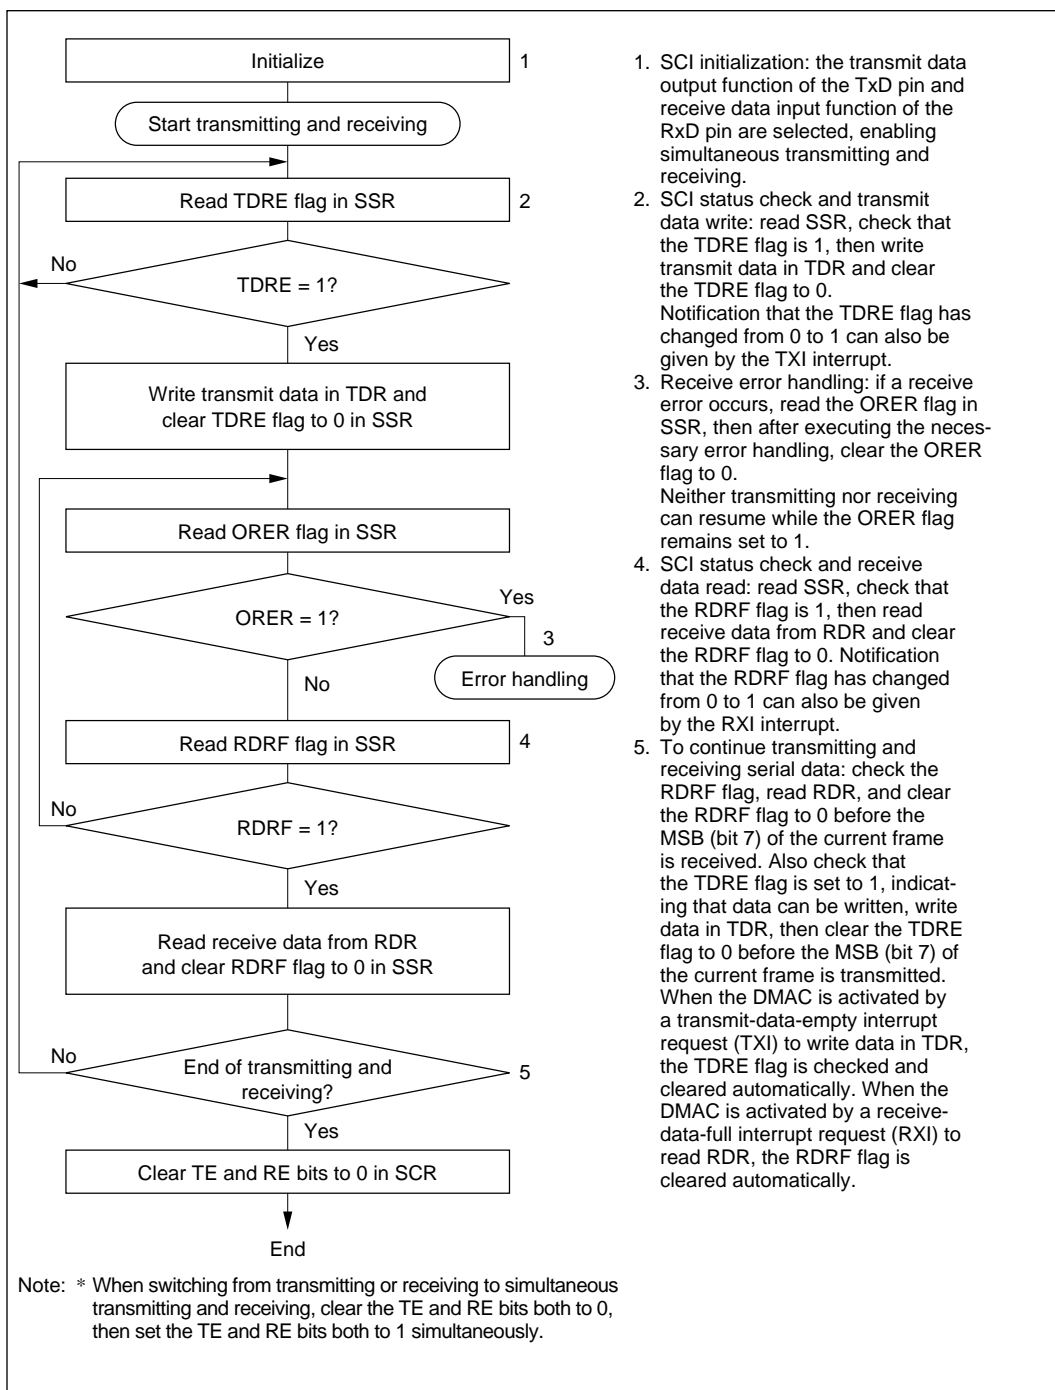 Initialize
1
Start transmitting and receiving
Read TDRE flag in SSR
2
No
TDRE = 1?
Yes
Write transmit data in TDR and
clear TDRE flag to 0 in SSR
Read ORER flag in SSR
ORER = 1?
Yes
3
Error handling
No
Read RDRF flag in SSR
4
No
RDRF = 1?
Yes
Read receive data from RDR
and clear RDRF flag to 0 in SSR
No
End of transmitting and
receiving?
5
Yes
Clear TE and RE bits to 0 in SCR
End
1. SCI initialization: the transmit data
output function of the TxD pin and
receive data input function of the
RxD pin are selected, enabling
simultaneous transmitting and
receiving.
2. SCI status check and transmit
data write: read SSR, check that
the TDRE flag is 1, then write
transmit data in TDR and clear
the TDRE flag to 0.
Notification that the TDRE flag has
changed from 0 to 1 can also be
given by the TXI interrupt.
3. Receive error handling: if a receive
error occurs, read the ORER flag in
SSR, then after executing the neces-
sary error handling, clear the ORER
flag to 0.
Neither transmitting nor receiving
can resume while the ORER flag
remains set to 1.
4. SCI status check and receive
data read: read SSR, check that
the RDRF flag is 1, then read
receive data from RDR and clear
the RDRF flag to 0. Notification
that the RDRF flag has changed
from 0 to 1 can also be given
by the RXI interrupt.
5. To continue transmitting and
receiving serial data: check the
RDRF flag, read RDR, and clear
the RDRF flag to 0 before the
MSB (bit 7) of the current frame
is received. Also check that
the TDRE flag is set to 1, indicat-
ing that data can be written, write
data in TDR, then clear the TDRE
flag to 0 before the MSB (bit 7) of
the current frame is transmitted.
When the DMAC is activated by
a transmit-data-empty interrupt
request (TXI) to write data in TDR,
the TDRE flag is checked and
cleared automatically. When the
DMAC is activated by a receive-
data-full interrupt request (RXI) to
read RDR, the RDRF flag is
cleared automatically.
Note: * When switching from transmitting or receiving to simultaneous
transmitting and receiving, clear the TE and RE bits both to 0,
then set the TE and RE bits both to 1 simultaneously.